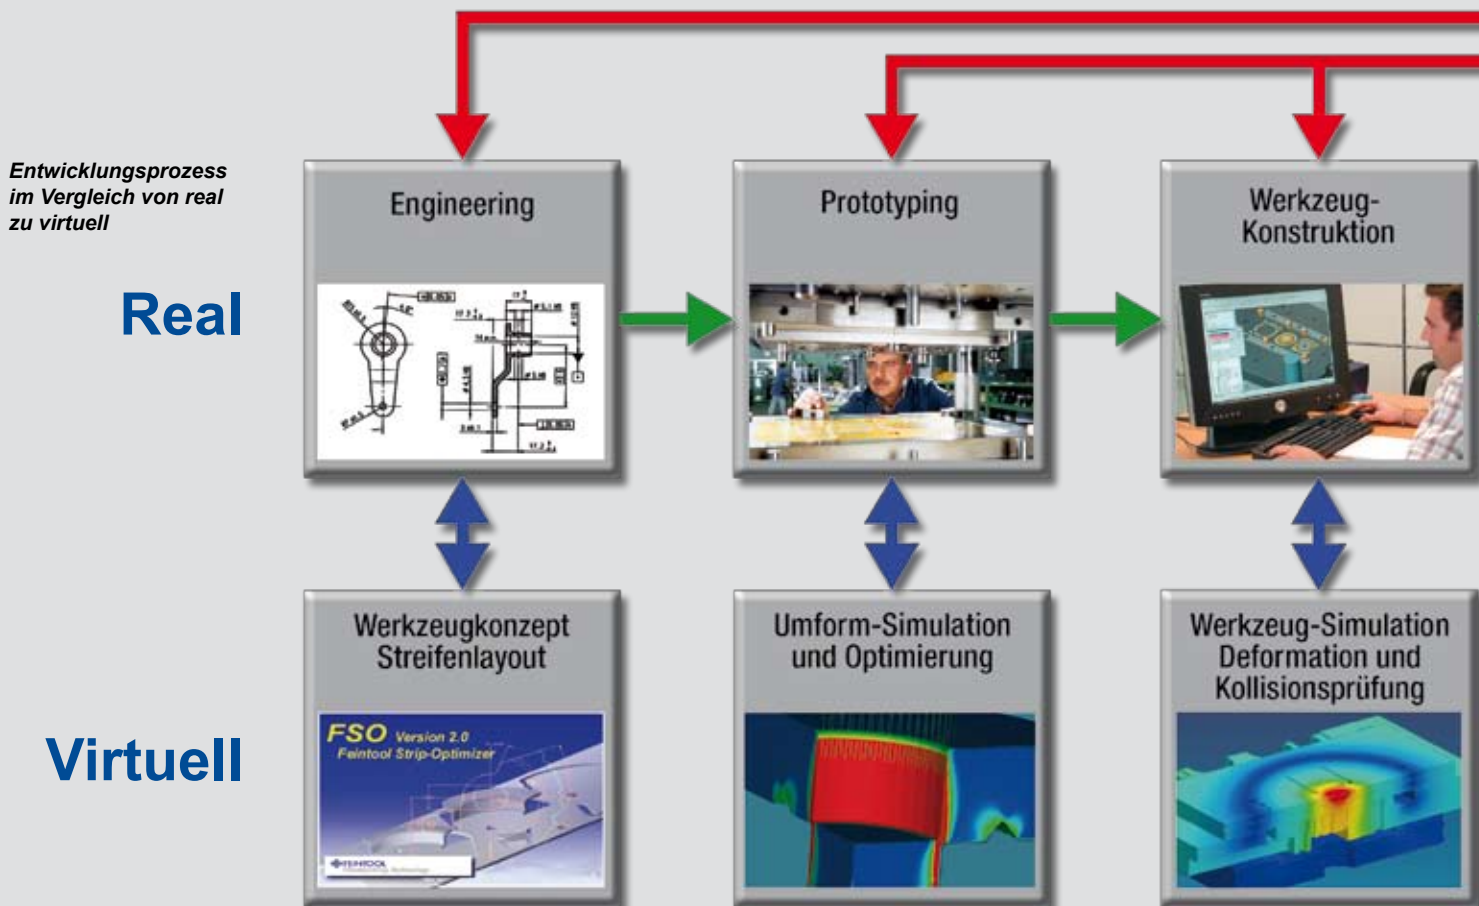 Entwicklungsprozess
im Vergleich von real
zu virtuell
Real
Engineering
Prototyping
Werkzeug-
Konstruktion
Virtuell
Werkzeugkonzept
Streifenlayout
FSO Version 2.0
Feintool Strip-Optimizer
FEINTOOL
Umform-Simulation
und Optimierung
Werkzeug-Simulation
Deformation und
Kollisionsprüfung